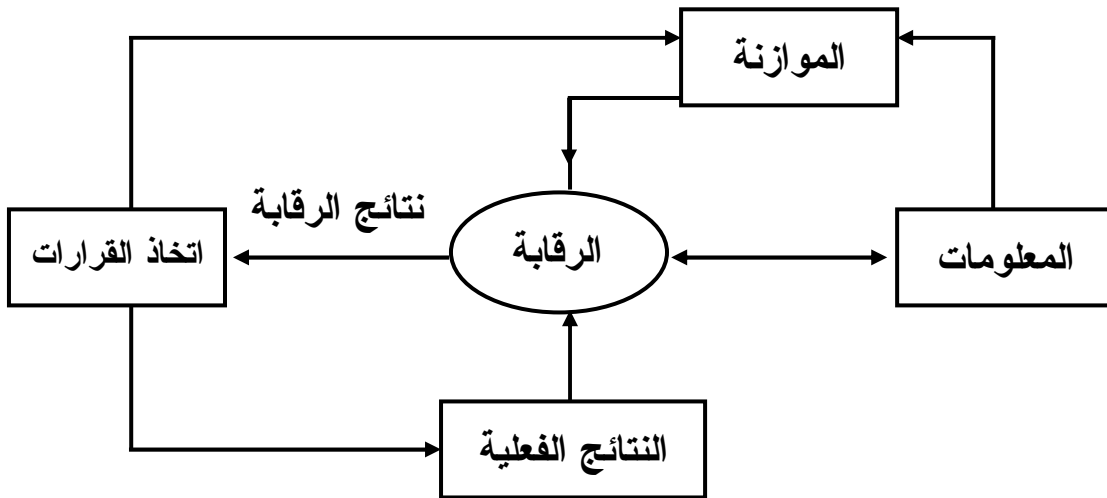 الموازنة
نتائج الرقابة
المعلومات
الرقابة
اتخاذ القرارات
النتائج الفعلية